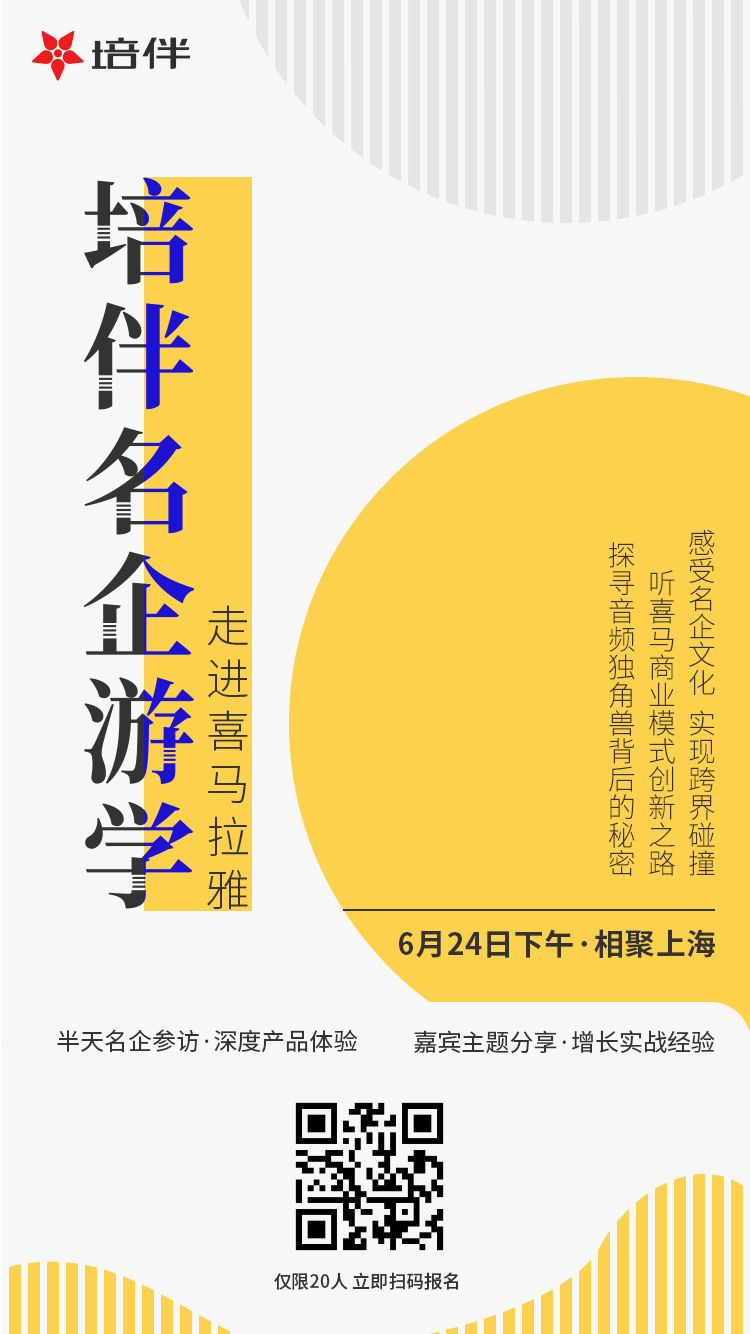 培伴
培伴名企游学
走进喜马拉雅
感受名企文化 实现跨界碰撞
听喜马商业模式创新之路
探寻音频独角兽背后的秘密
6月24日下午·相聚上海
半天名企参访·深度产品体验
嘉宾主题分享·增长实战经验
仅限20人 立即扫码报名